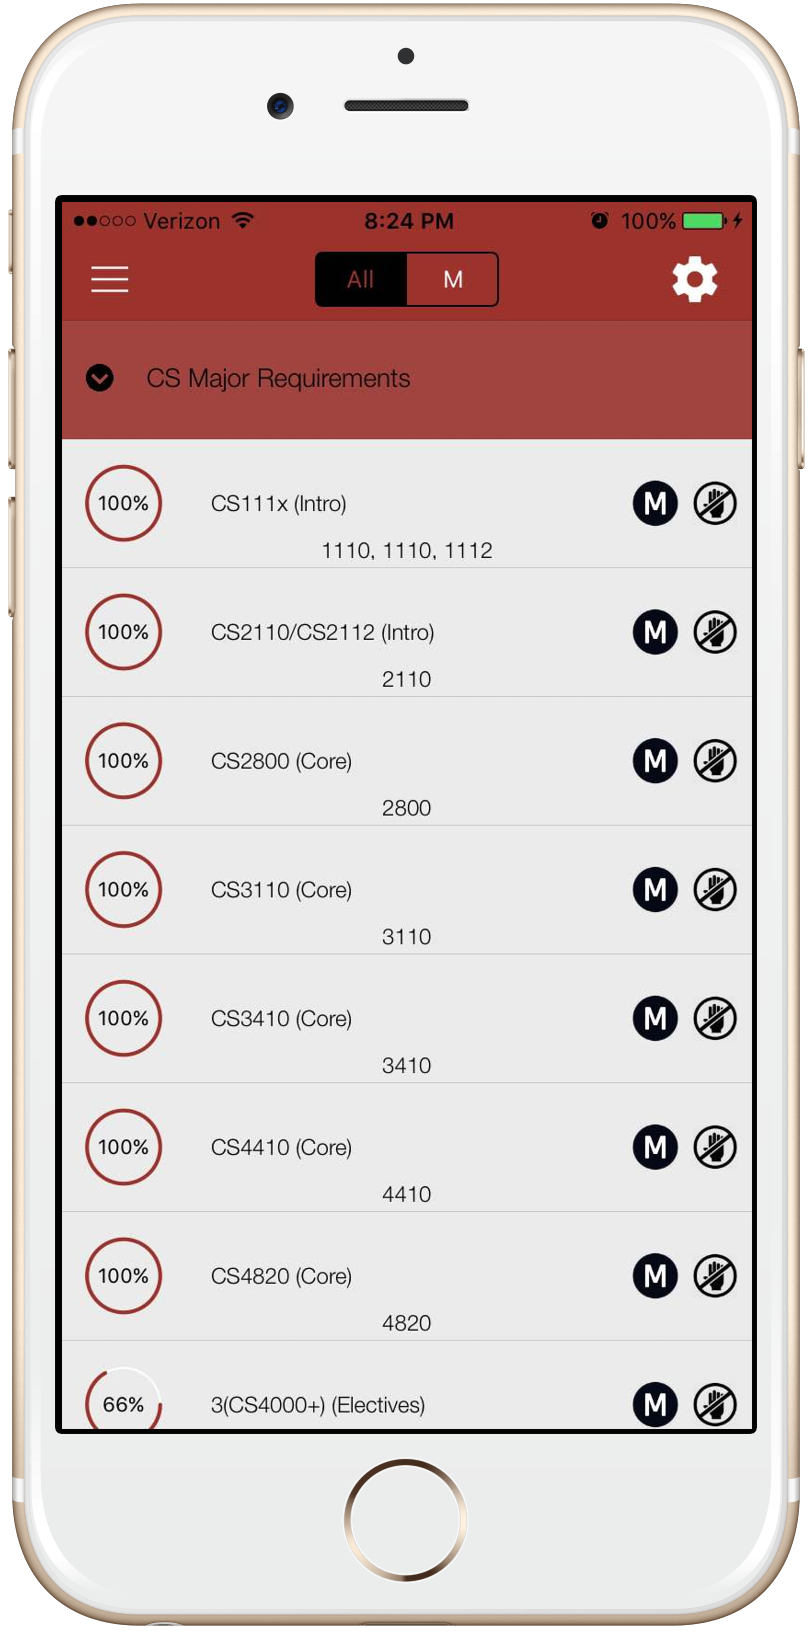 Verizon 8:24 PM 100%
All M
CS Major Requirements
100% CS111x (Intro) M
1110, 1110, 1112
100% CS2110/CS2112 (Intro) M
2110
100% CS2800 (Core) M
2800
100% CS3110 (Core) M
3110
100% CS3410 (Core) M
3410
100% CS4410 (Core) M
4410
100% CS4820 (Core) M
4820
66% 3(CS4000+) (Electives) M